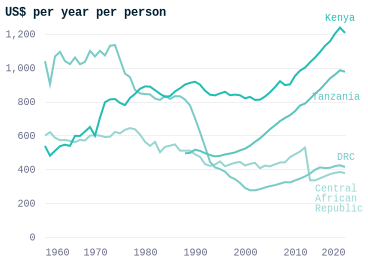 US$ per year per person
Kenya
1,200
1,000
Tanzania
800
600
DRC
400
Central
African
Republic
200
0
1960 1970 1980 1990 2000 2010 2020